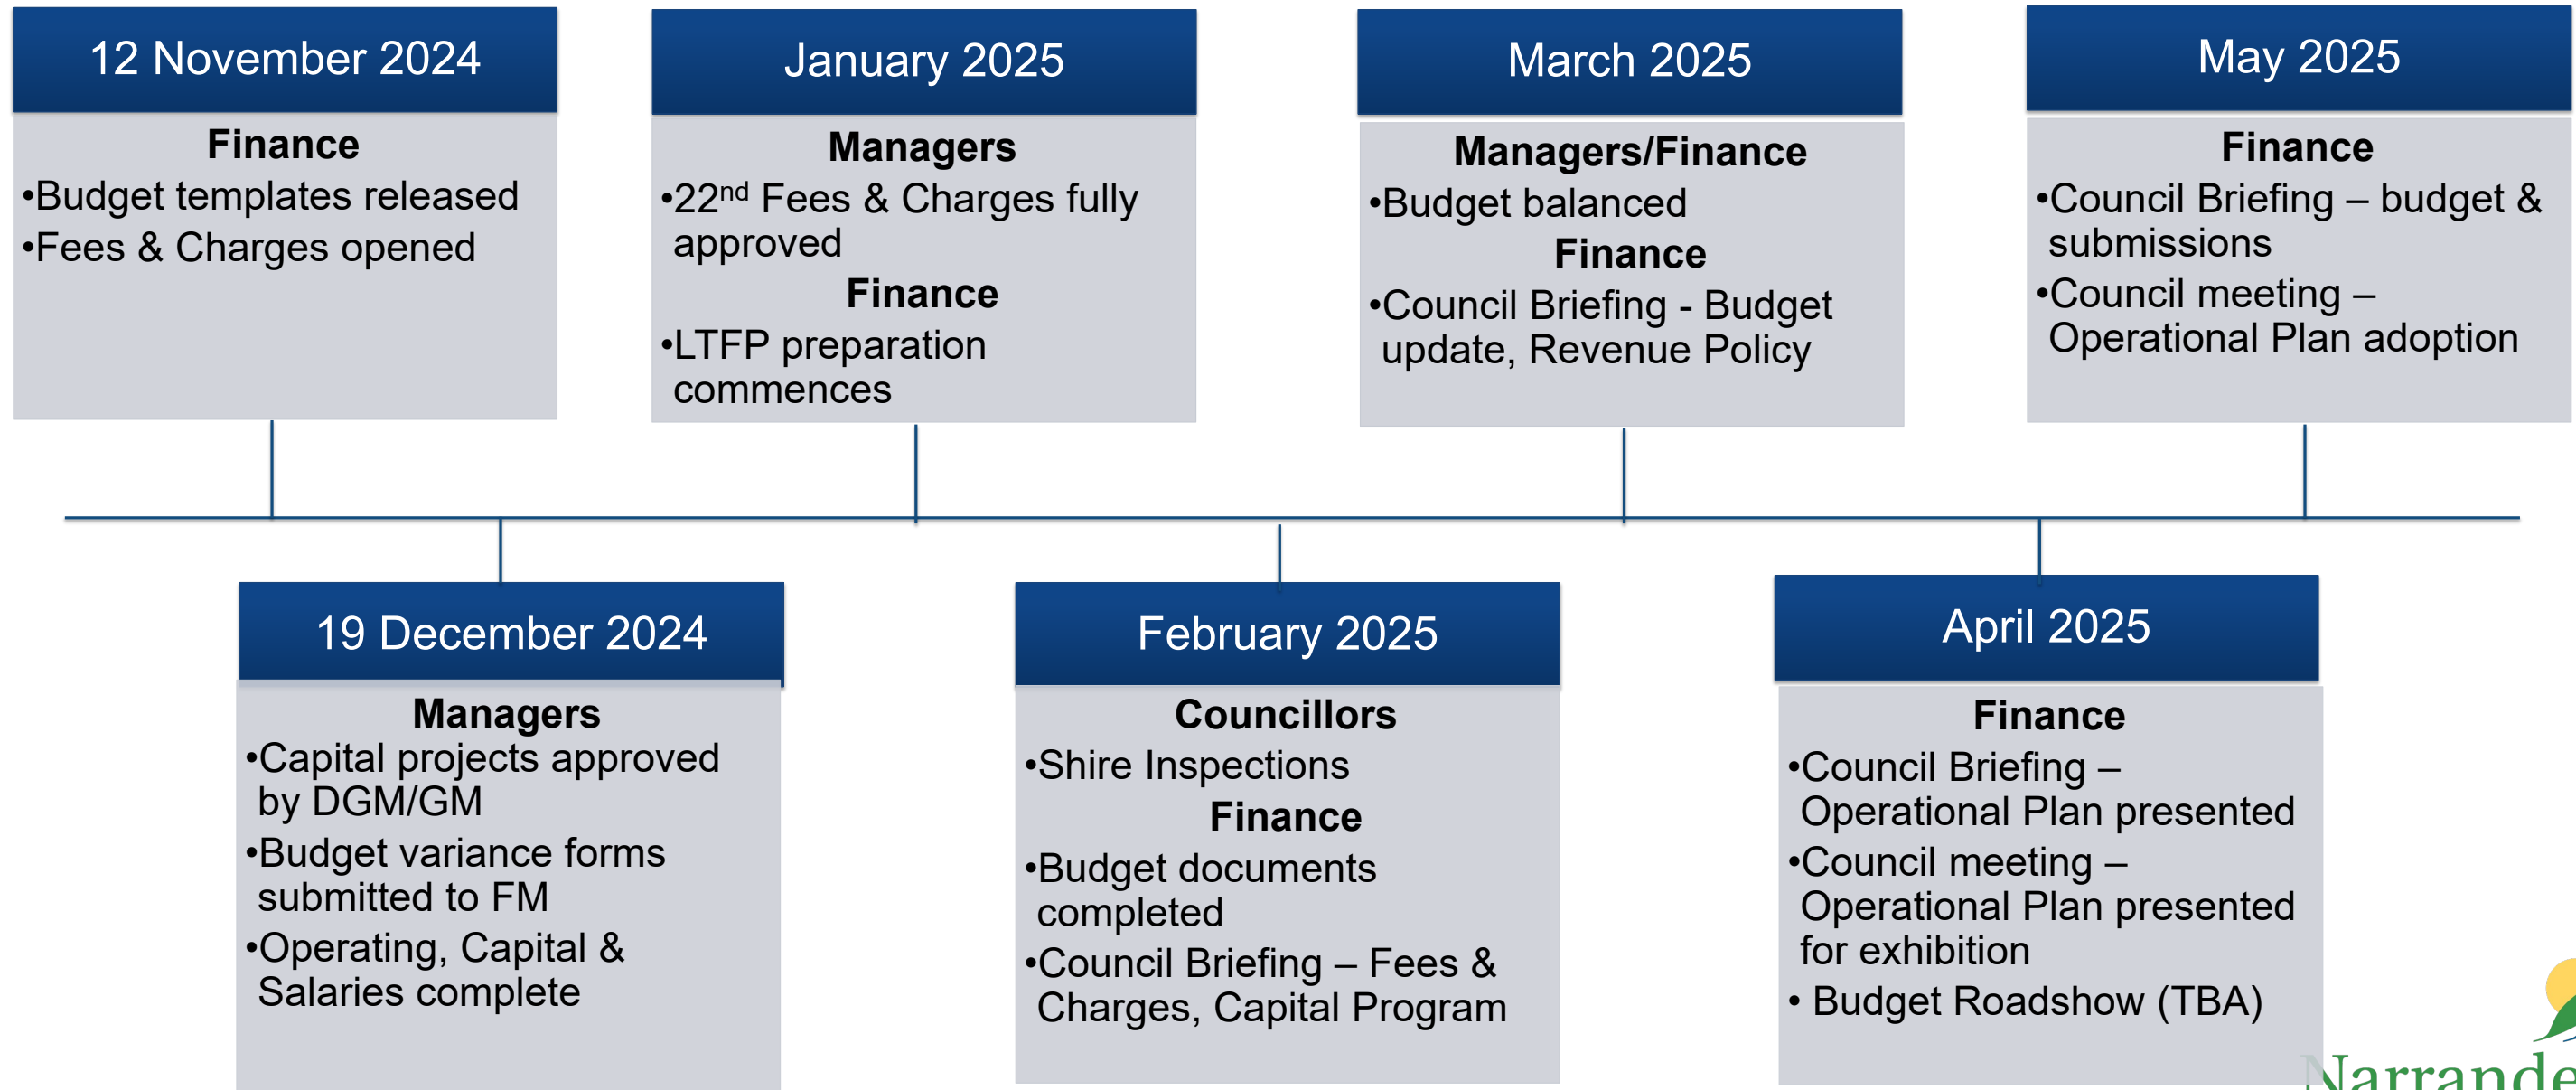 12 November 2024
Finance
•Budget templates released
•Fees & Charges opened
January 2025
Managers
•22nd Fees & Charges fully
approved
Finance
•LTFP preparation
commences
March 2025
Managers/Finance
•Budget balanced
Finance
•Council Briefing - Budget
update, Revenue Policy
May 2025
Finance
•Council Briefing – budget &
submissions
•Council meeting –
Operational Plan adoption
19 December 2024
Managers
•Capital projects approved
by DGM/GM
•Budget variance forms
submitted to FM
•Operating, Capital &
Salaries complete
February 2025
Councillors
•Shire Inspections
Finance
•Budget documents
completed
•Council Briefing – Fees &
Charges, Capital Program
April 2025
Finance
•Council Briefing –
Operational Plan presented
•Council meeting –
Operational Plan presented
for exhibition
• Budget Roadshow (TBA)